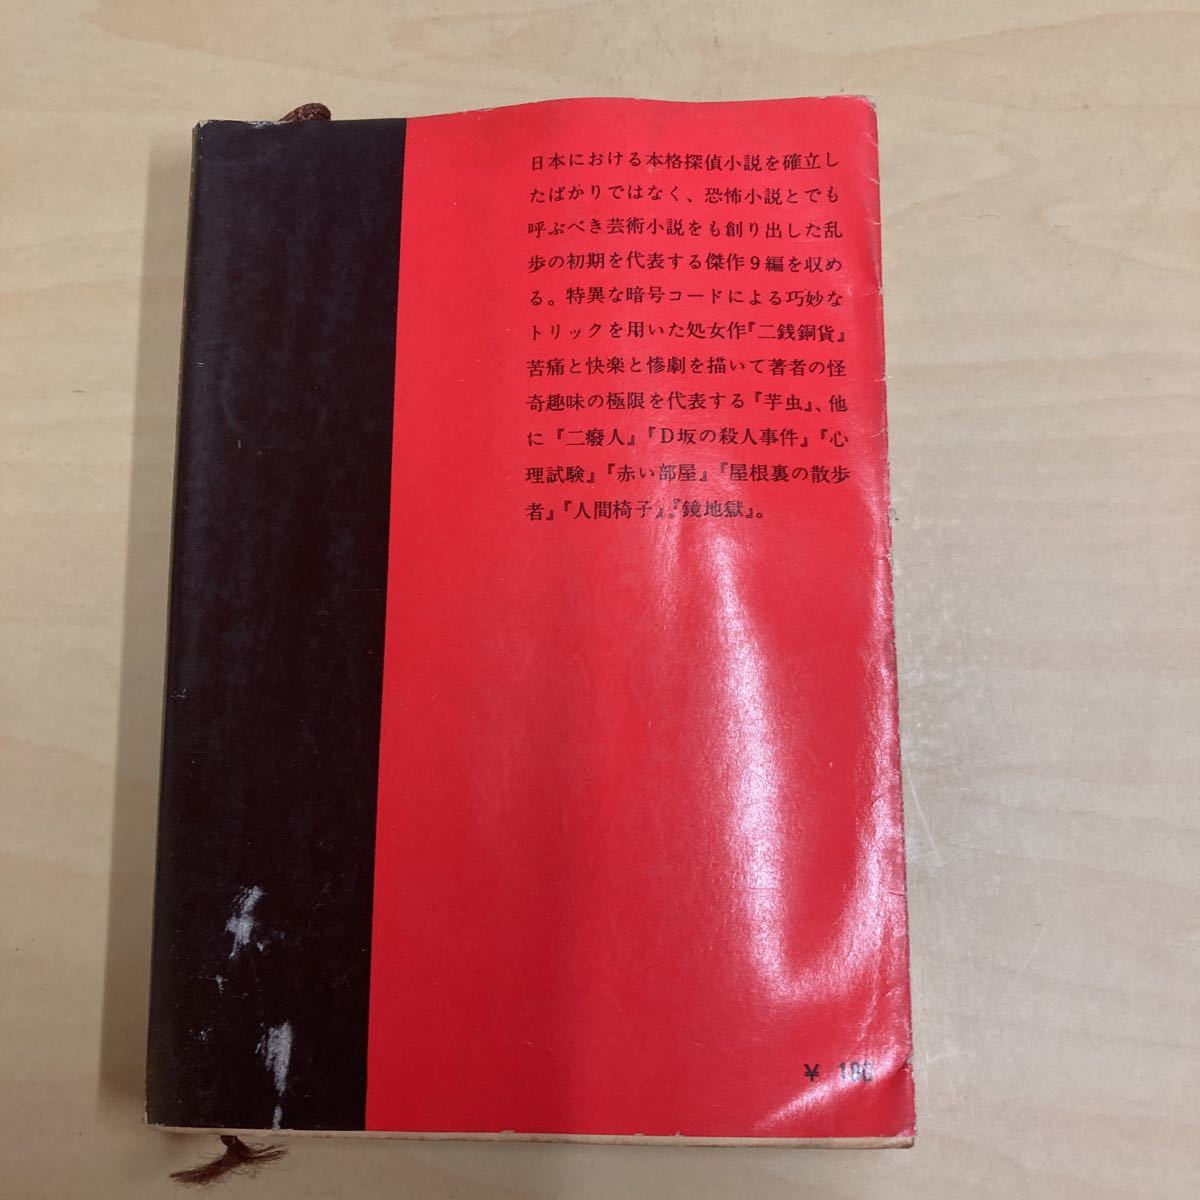 日本における本格探偵小説を確立し
たばかりではなく、恐怖小説とでも
呼ぶべき芸術小説をも創り出した乱
歩の初期を代表する傑作9編を収め
る。特異な暗号コードによる巧妙な
トリックを用いた処女作『二銭銅貨』
苦痛と快楽と惨劇を描いて著者の怪
奇趣味の極限を代表する『芋虫』、他
に『二癈人』『D坂の殺人事件』『心
理試験』『赤い部屋』『屋根裏の散歩
者』『人間椅子』『鏡地獄』。
¥